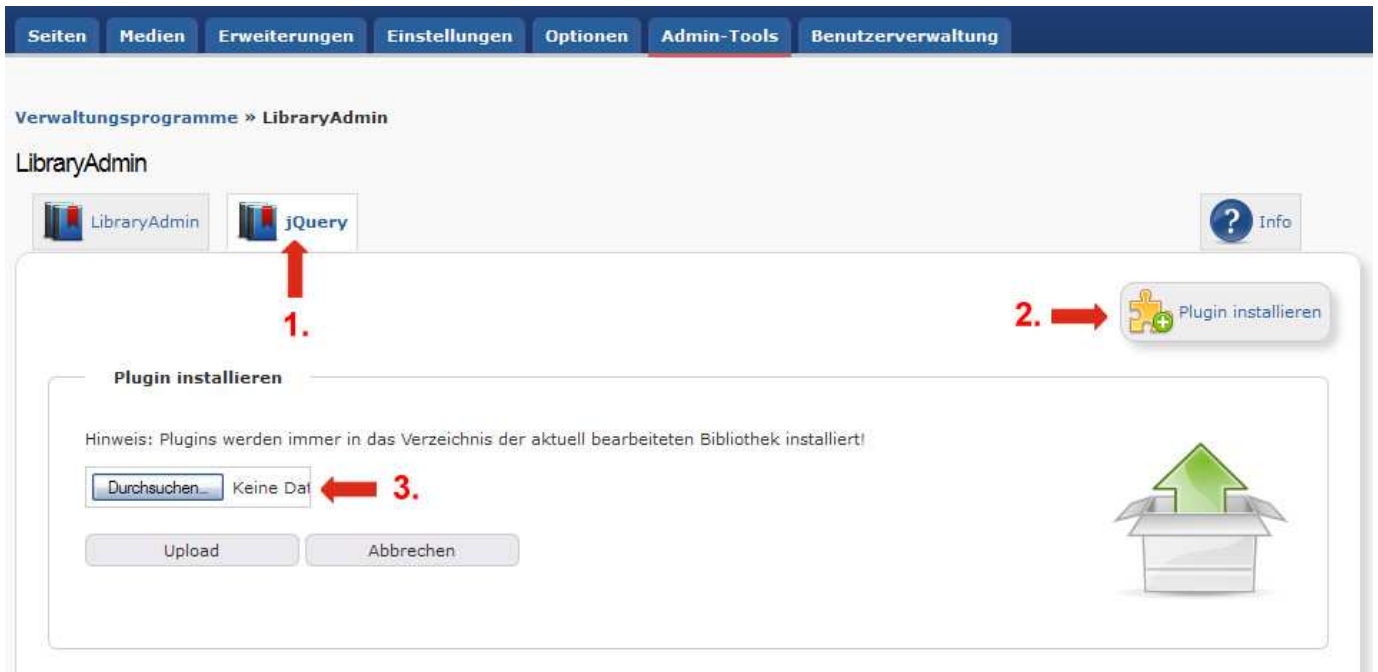 Seiten Medien Erweiterungen Einstellungen Optionen Admin-Tools Benutzerverwaltung
Verwaltungsprogramme » LibraryAdmin
LibraryAdmin
LibraryAdmin jQuery ? Info
1.
2. Plugin installieren
Plugin installieren
Hinweis: Plugins werden immer in das Verzeichnis der aktuell bearbeiteten Bibliothek installiert!
Durchsuchen... Keine Dat 3.
Upload Abbrechen